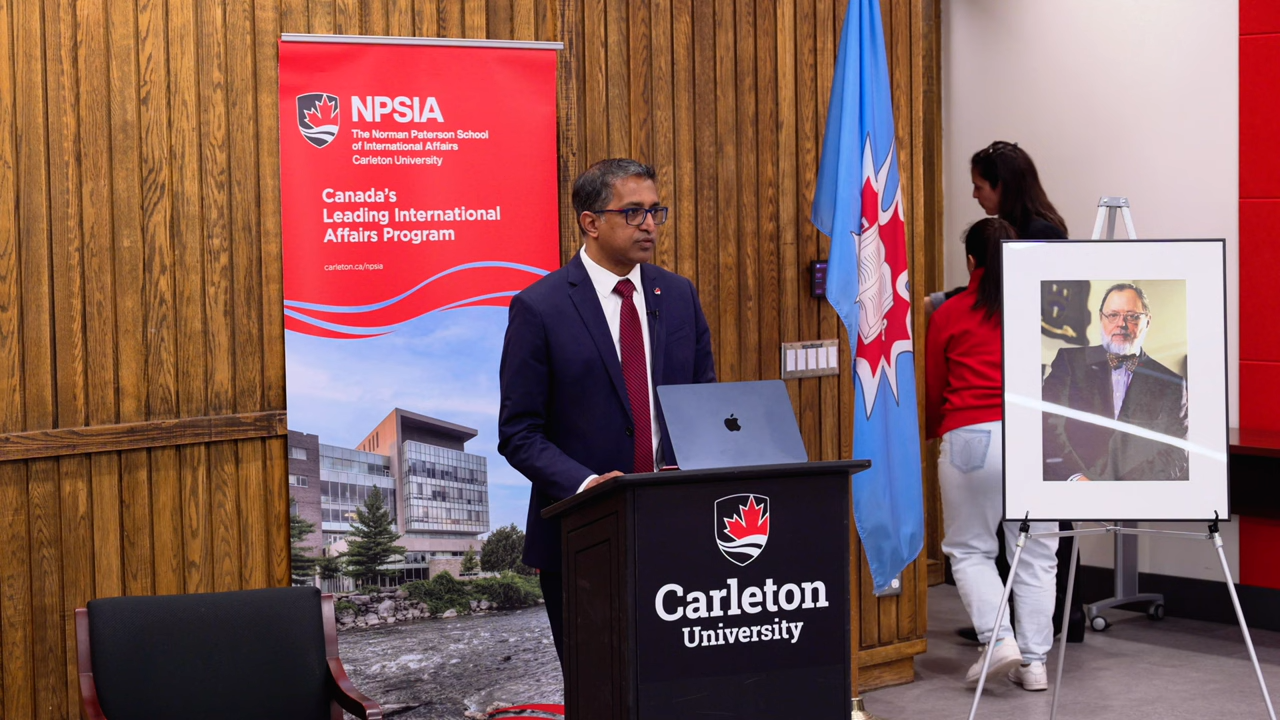 NPSIA
The Norman Paterson School
of International Affairs
Carleton University
Canada's
Leading International
Affairs Program
carleton.ca/npsia
Carleton
University